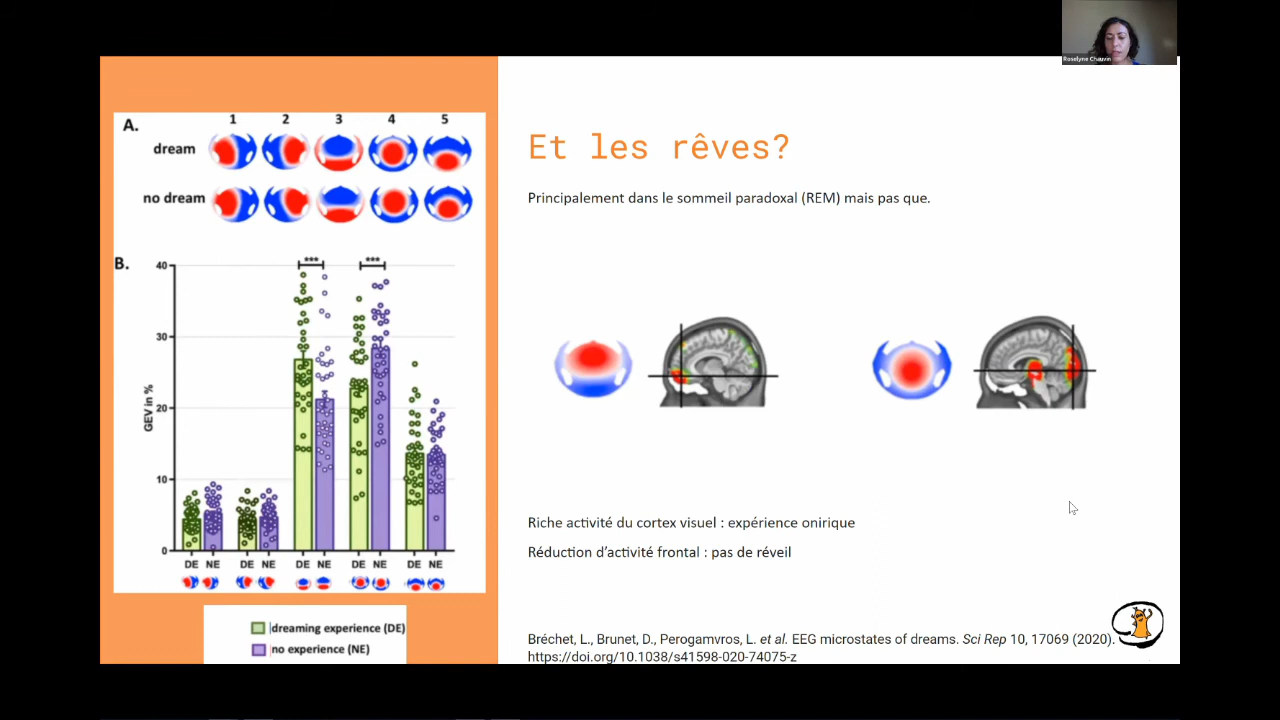 Roselyne Chauvin
A.
1 2 3 4 5
dream
no dream
B.
*** ***
40
30
20
10
0
GEV in %
DE NE DE NE DE NE DE NE DE NE
dreaming experience (DE)
no experience (NE)
Et les rêves?
Principalement dans le sommeil paradoxal (REM) mais pas que.
Riche activité du cortex visuel : expérience onirique
Réduction d’activité frontal : pas de réveil
Bréchet, L., Brunet, D., Perogamvros, L. et al. EEG microstates of dreams. Sci Rep 10, 17069 (2020).
https://doi.org/10.1038/s41598-020-74075-z